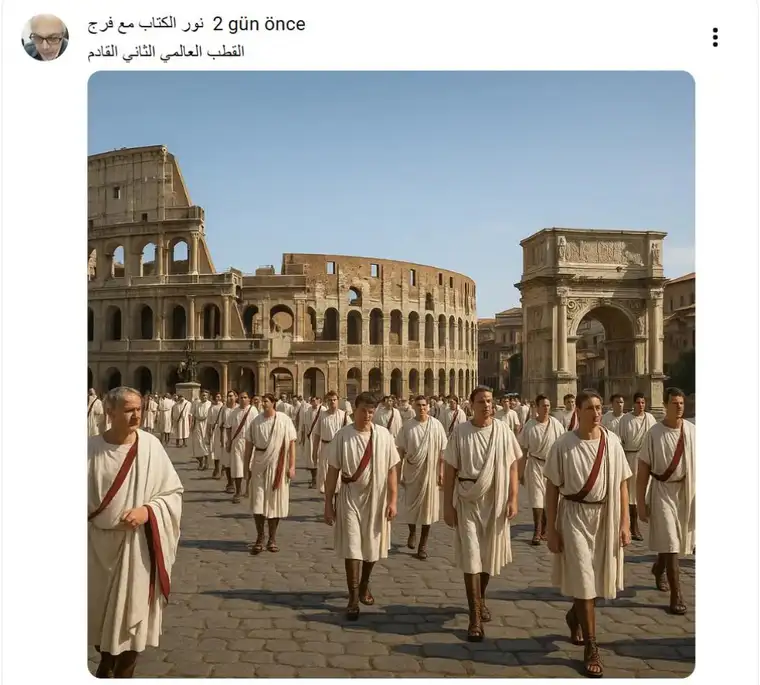 نور الكتاب مع فرج 2 gün önce
القطب العالمي الثاني القادم